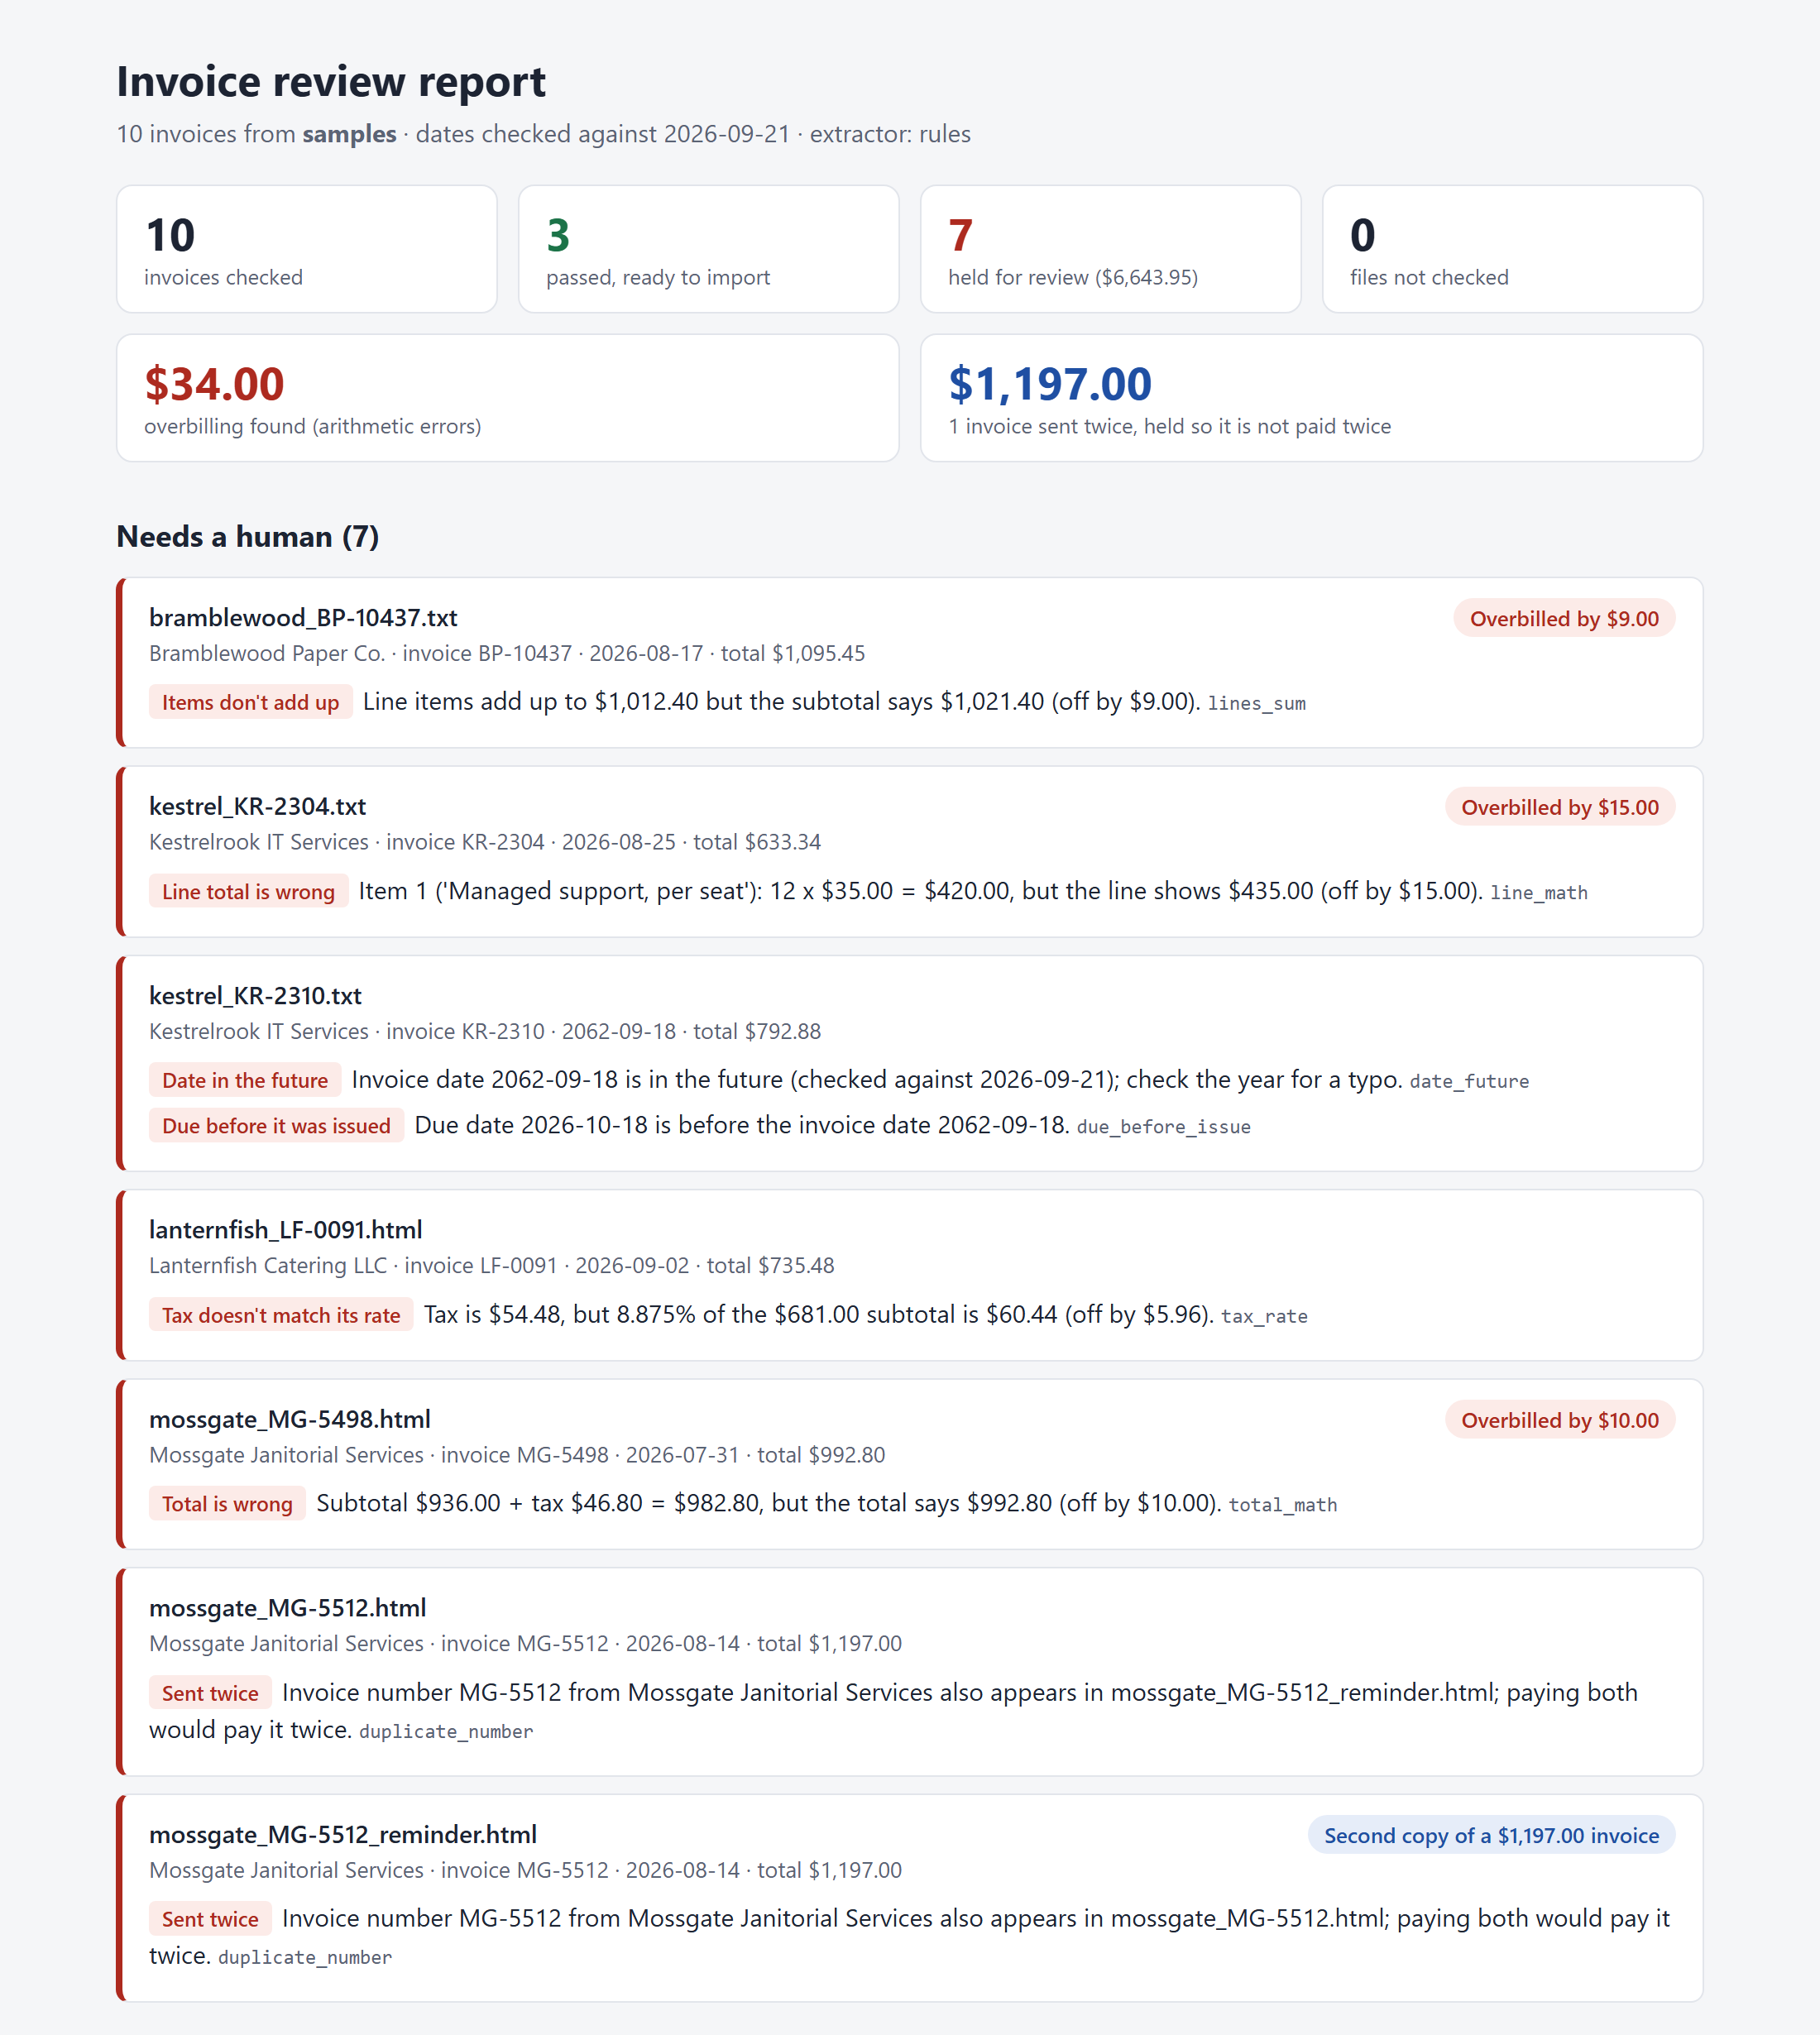 Invoice review report
10 invoices from samples · dates checked against 2026-09-21 · extractor: rules
10
invoices checked
3
passed, ready to import
7
held for review ($6,643.95)
0
files not checked
$34.00
overbilling found (arithmetic errors)
$1,197.00
1 invoice sent twice, held so it is not paid twice
Needs a human (7)
bramblewood_BP-10437.txt
Overbilled by $9.00
Bramblewood Paper Co. · invoice BP-10437 · 2026-08-17 · total $1,095.45
Items don't add up Line items add up to $1,012.40 but the subtotal says $1,021.40 (off by $9.00). lines_sum
kestrel_KR-2304.txt
Overbilled by $15.00
Kestrelrook IT Services · invoice KR-2304 · 2026-08-25 · total $633.34
Line total is wrong Item 1 ('Managed support, per seat'): 12 x $35.00 = $420.00, but the line shows $435.00 (off by $15.00). line_math
kestrel_KR-2310.txt
Kestrelrook IT Services · invoice KR-2310 · 2062-09-18 · total $792.88
Date in the future Invoice date 2062-09-18 is in the future (checked against 2026-09-21); check the year for a typo. date_future
Due before it was issued Due date 2026-10-18 is before the invoice date 2062-09-18. due_before_issue
lanternfish_LF-0091.html
Lanternfish Catering LLC · invoice LF-0091 · 2026-09-02 · total $735.48
Tax doesn't match its rate Tax is $54.48, but 8.875% of the $681.00 subtotal is $60.44 (off by $5.96). tax_rate
mossgate_MG-5498.html
Overbilled by $10.00
Mossgate Janitorial Services · invoice MG-5498 · 2026-07-31 · total $992.80
Total is wrong Subtotal $936.00 + tax $46.80 = $982.80, but the total says $992.80 (off by $10.00). total_math
mossgate_MG-5512.html
Mossgate Janitorial Services · invoice MG-5512 · 2026-08-14 · total $1,197.00
Sent twice Invoice number MG-5512 from Mossgate Janitorial Services also appears in mossgate_MG-5512_reminder.html; paying both
would pay it twice. duplicate_number
mossgate_MG-5512_reminder.html
Second copy of a $1,197.00 invoice
Mossgate Janitorial Services · invoice MG-5512 · 2026-08-14 · total $1,197.00
Sent twice Invoice number MG-5512 from Mossgate Janitorial Services also appears in mossgate_MG-5512.html; paying both would pay it
twice. duplicate_number